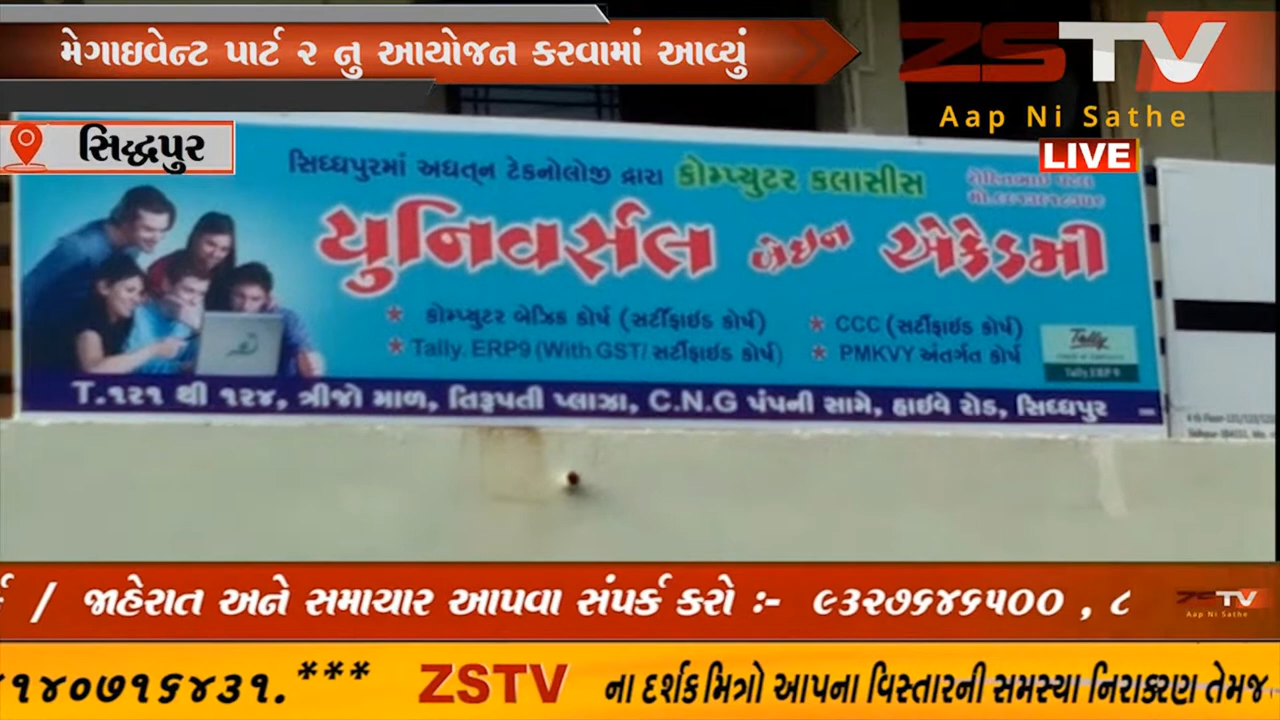 મેગાઇવેન્ટ પાર્ટ ૨ નુ આયોજન કરવામાં આવ્યું
ZSTV
Aap Ni Sathe
સિદ્ધપુર
LIVE
સિધ્ધપુરમાં અધત્ન ટેકનોલોજી દ્વારા કોમ્પ્યુટર કલાસીસ
યુનિવર્સલ બ્રેઇન એકેડમી
* કોમ્પ્યુટર બેઝિક કોર્ષ (સર્ટીફાઇડ કોર્ષ) * CCC (સર્ટીફાઇડ કોર્ષ)
* Tally. ERP9 (With GST/ સર્ટીફાઇડ કોર્ષ) * PMKVY અંતર્ગત કોર્ષ
Tally
Tally ERP 9
T.૧૨૧ થી ૧૨૪, ત્રીજો માળ, તિરૂપતી પ્લાઝા, C.N.G પંપની સામે, હાઇવે રોડ, સિધ્ધપુર
/ જાહેરાત અને સમાચાર આપવા સંપર્ક કરો :- ૯૩૨૭૬૪૬૫૦૦ , ૮
ZSTV
Aap Ni Sathe
૧૪૦૭૧૬૪૩૧.*** ZSTV ના દર્શક મિત્રો આપના વિસ્તારની સમસ્યા નિરાકરણ તેમજ